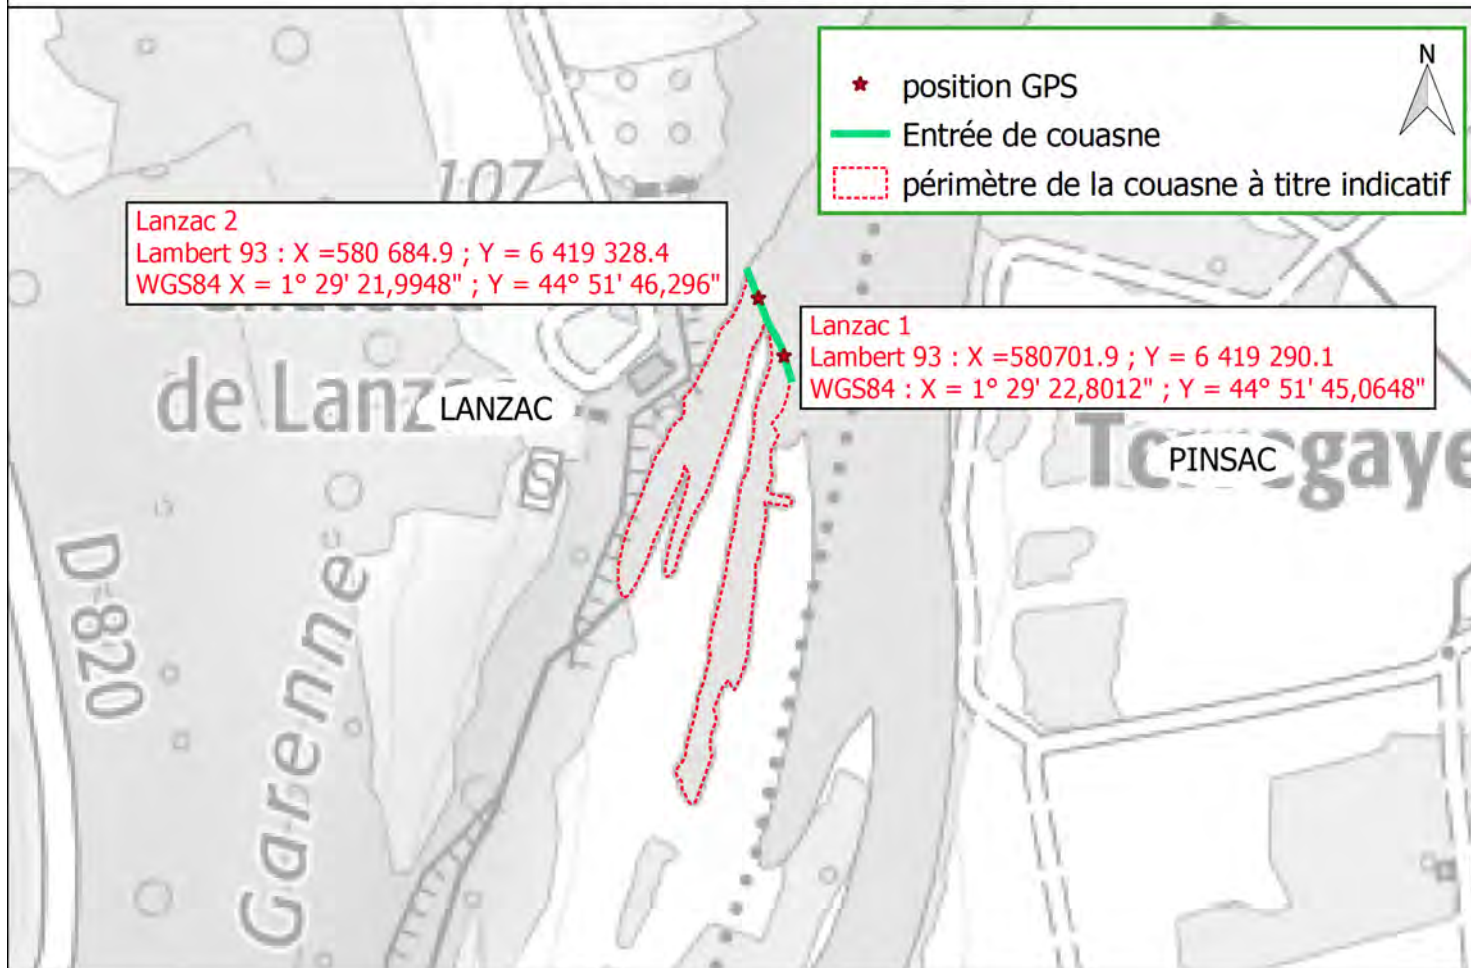 N
position GPS
Entrée de couasne
périmètre de la couasne à titre indicatif
107
Lanzac 2
Lambert 93 : X =580 684.9 ; Y = 6 419 328.4
WGS84 X = 1° 29' 21,9948" ; Y = 44° 51' 46,296"
Lanzac 1
Lambert 93 : X =580701.9 ; Y = 6 419 290.1
WGS84 : X = 1° 29' 22,8012" ; Y = 44° 51' 45,0648"
de Lanzac
LANZAC
PINSAC
S
D 820
Garenne